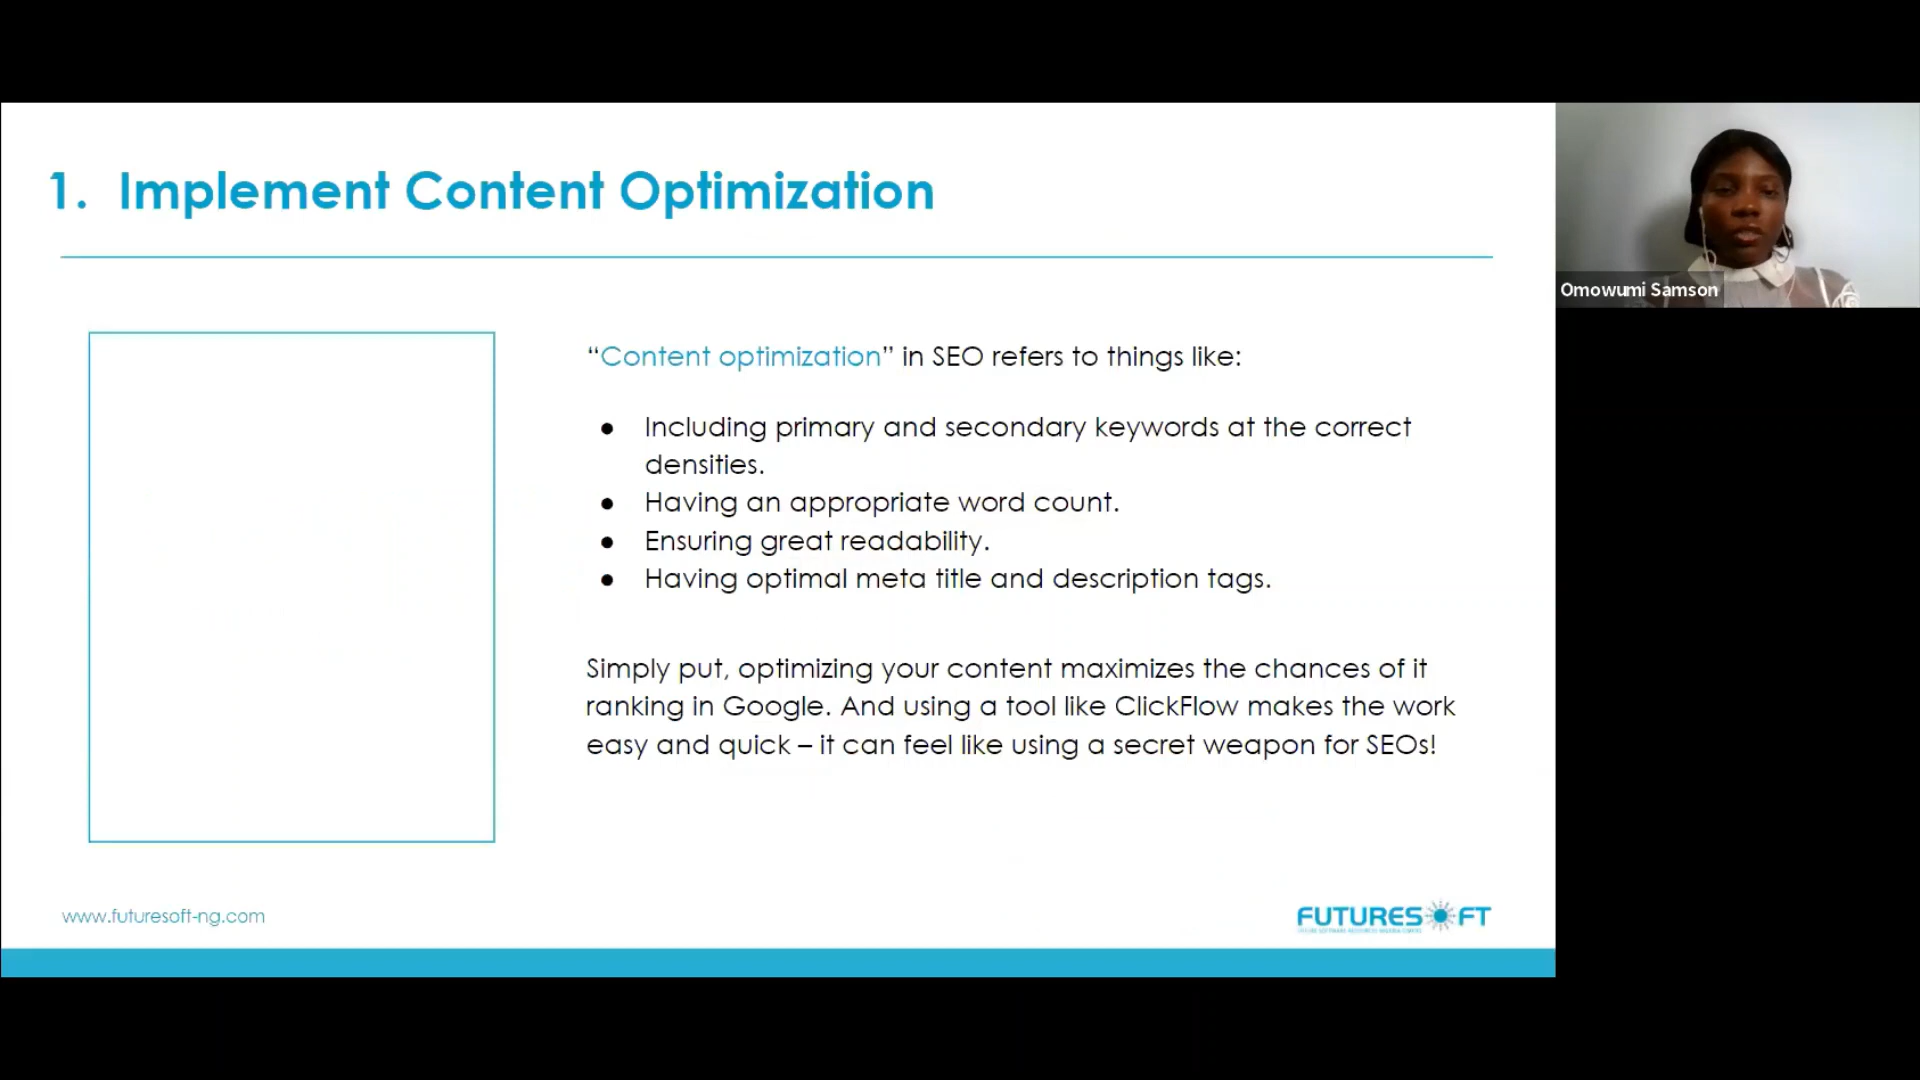 1. Implement Content Optimization
Omowumi Samson
“Content optimization” in SEO refers to things like:
● Including primary and secondary keywords at the correct
densities.
● Having an appropriate word count.
● Ensuring great readability.
● Having optimal meta title and description tags.
Simply put, optimizing your content maximizes the chances of it
ranking in Google. And using a tool like ClickFlow makes the work
easy and quick – it can feel like using a secret weapon for SEOs!
www.futuresoft-ng.com
FUTURESOFT